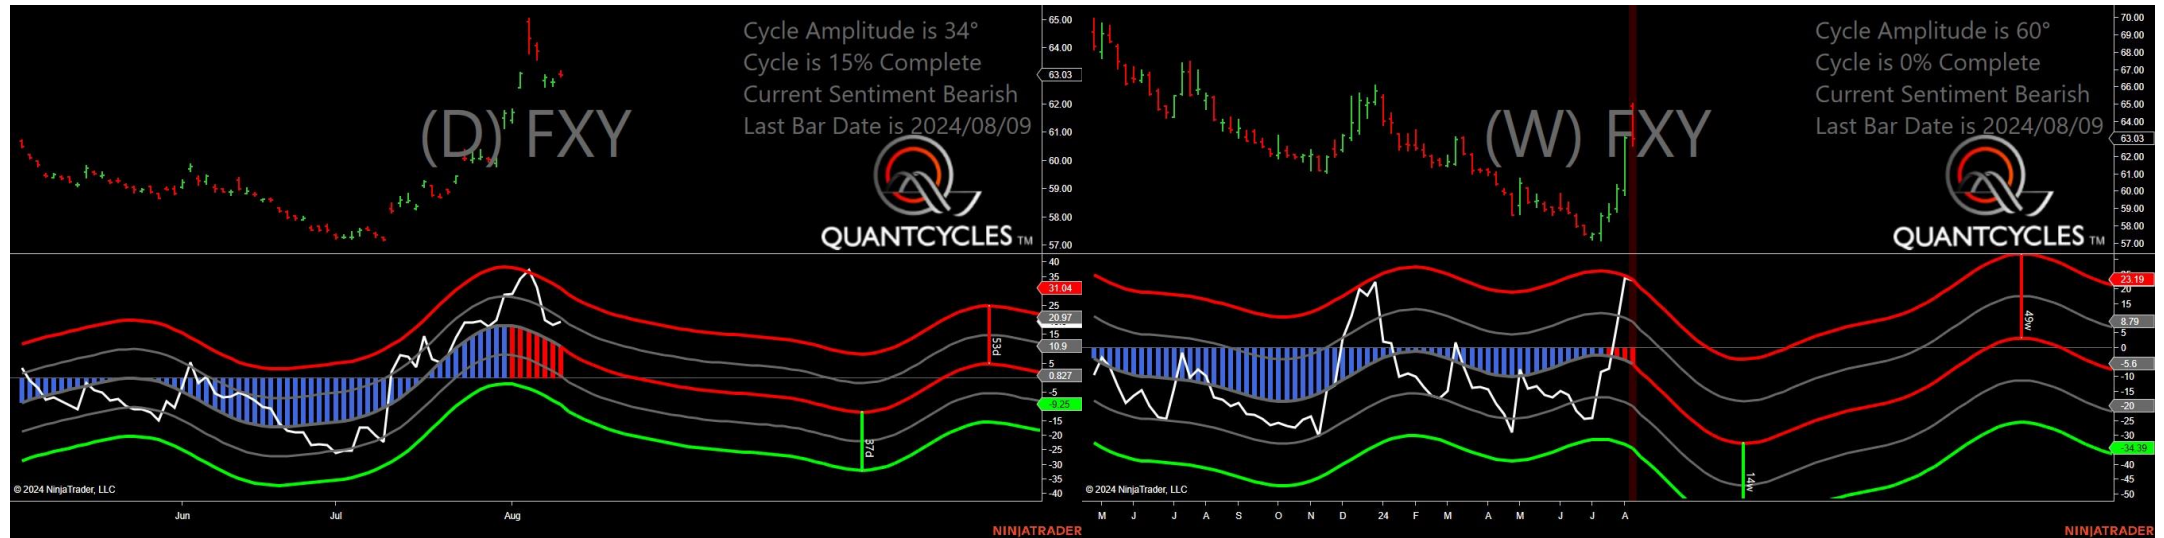 Cycle Amplitude is 34°
Cycle is 15% Complete
Current Sentiment Bearish
Last Bar Date is 2024/08/09
(D) FXY
QUANTCYCLES TM
65.00
64.00
63.03
62.00
61.00
60.00
59.00
58.00
57.00
40
35
31.04
25
20.97
15
10.9
5
0.827
-5
-9.25
-15
-20
-25
-30
-35
-40
53d
37d
© 2024 NinjaTrader, LLC
Jun
Jul
Aug
NINJATRADER
Cycle Amplitude is 60°
Cycle is 0% Complete
Current Sentiment Bearish
Last Bar Date is 2024/08/09
(W) FXY
QUANTCYCLES TM
70.00
69.00
68.00
67.00
66.00
65.00
64.00
63.03
62.00
61.00
60.00
59.00
58.00
57.00
23.19
20
15
8.79
5
0
-5.6
-10
-15
-20
-25
-30
-34.39
-40
-45
-50
49w
14w
© 2024 NinjaTrader, LLC
M
J
J
A
S
O
N
D
24
F
M
A
M
J
J
A
NINJATRADER